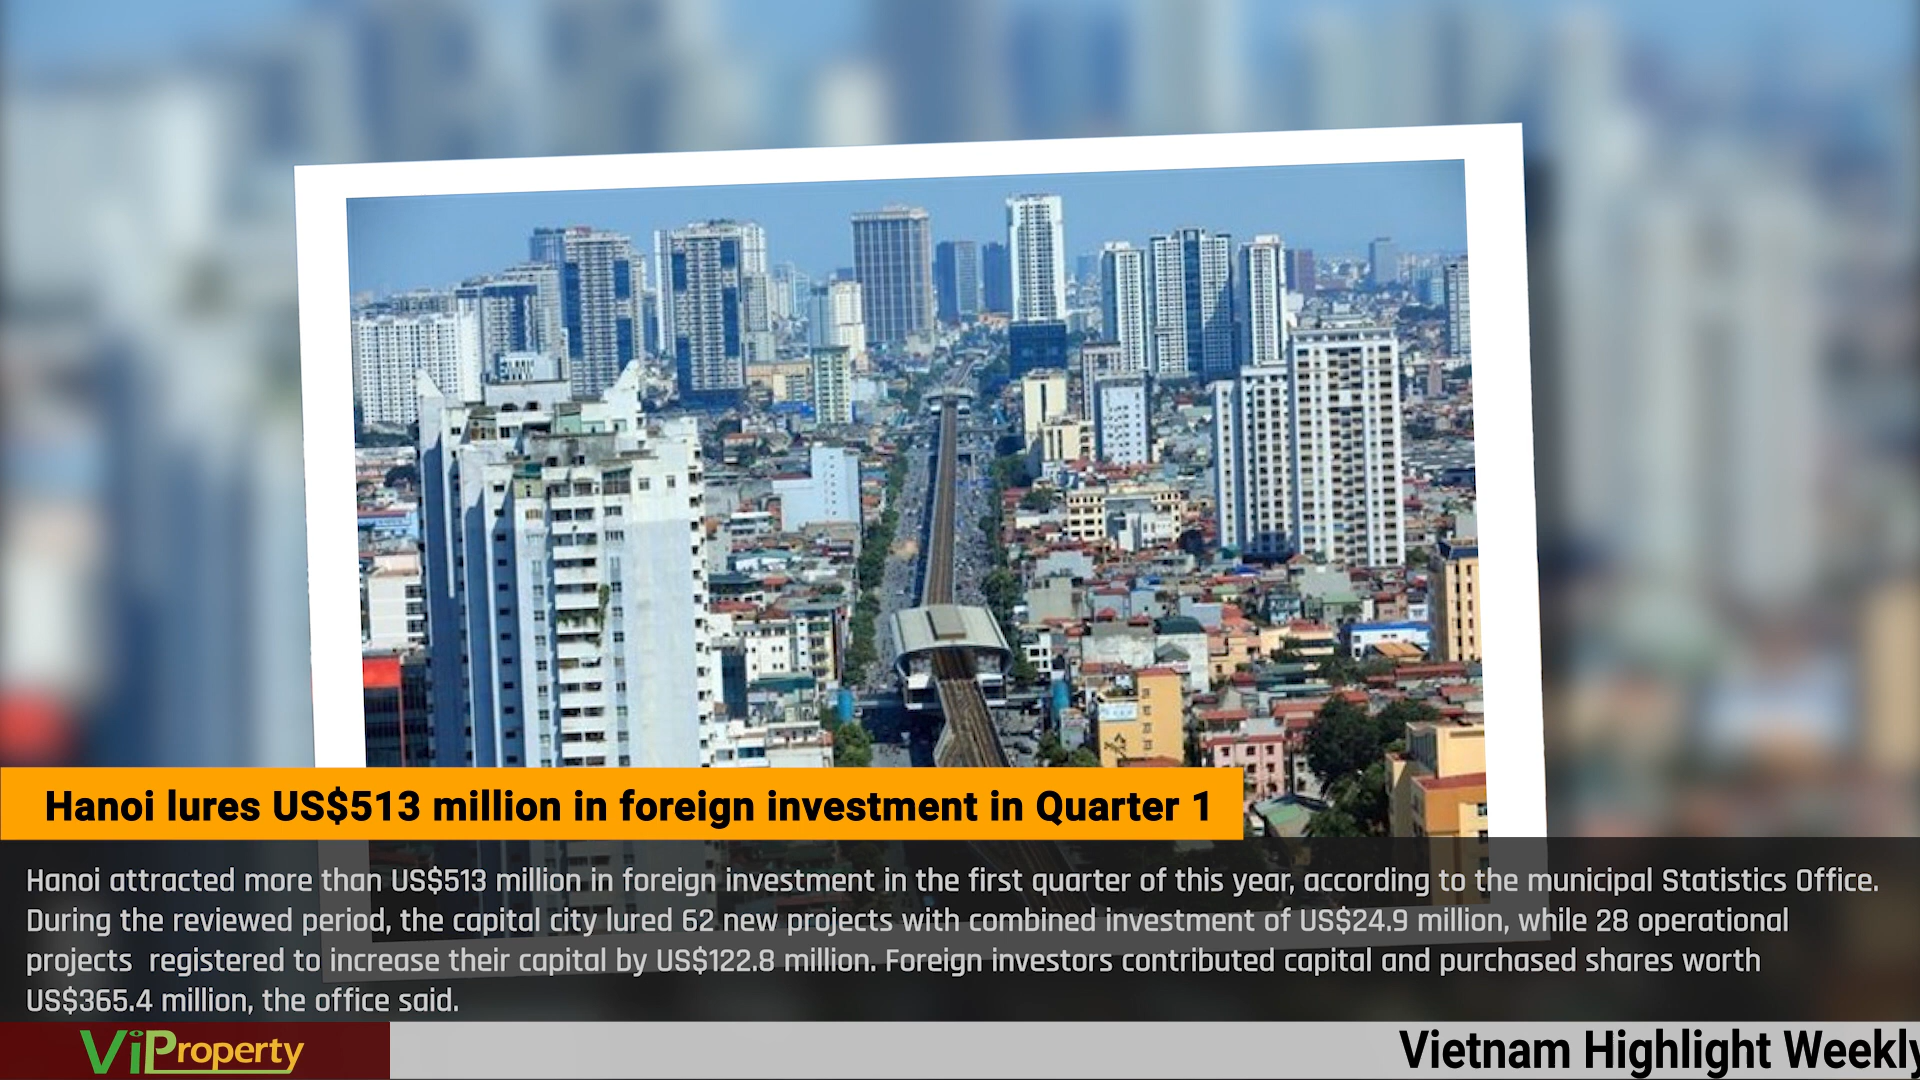 Hanoi lures US$513 million in foreign investment in Quarter 1
Hanoi attracted more than US$513 million in foreign investment in the first quarter of this year, according to the municipal Statistics Office.
During the reviewed period, the capital city lured 62 new projects with combined investment of US$24.9 million, while 28 operational
projects registered to increase their capital by US$122.8 million. Foreign investors contributed capital and purchased shares worth
US$365.4 million, the office said.
ViProperty
Vietnam Highlight Weekly